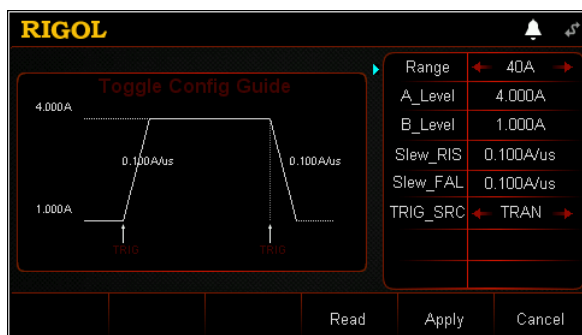 RIGOL
Toggle Config Guide
4.000A
0.100A/us
0.100A/us
1.000A
TRIG
TRIG
Range 40A
A_Level 4.000A
B_Level 1.000A
Slew_RIS 0.100A/us
Slew_FAL 0.100A/us
TRIG_SRC TRAN
Read Apply Cancel